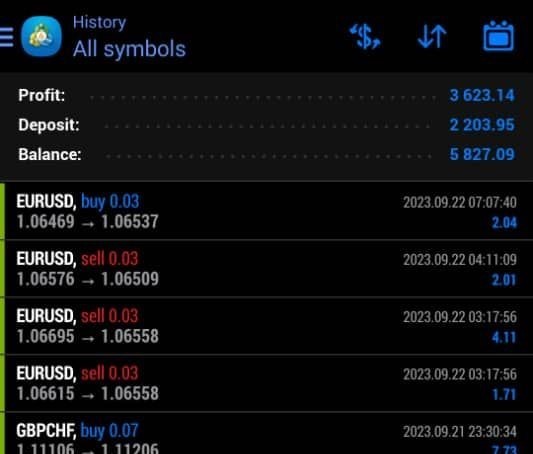 History
All symbols
Profit: 3 623.14
Deposit: 2 203.95
Balance: 5 827.09
EURUSD, buy 0.03 2023.09.22 07:07:40
1.06469 → 1.06537 2.04
EURUSD, sell 0.03 2023.09.22 04:11:09
1.06576 → 1.06509 2.01
EURUSD, sell 0.03 2023.09.22 03:17:56
1.06695 → 1.06558 4.11
EURUSD, sell 0.03 2023.09.22 03:17:56
1.06615 → 1.06558 1.71
GBPCHF, buy 0.07 2023.09.21 23:30:34
1.11106 → 1.11206 7.73